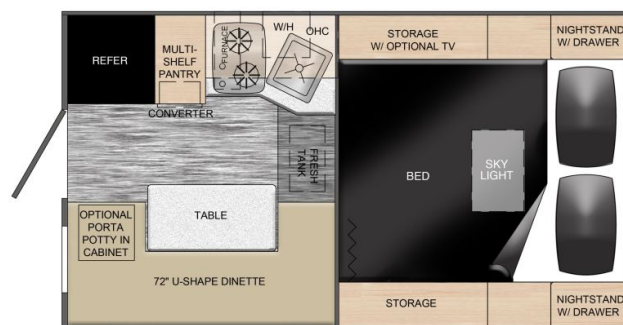 REFER
MULTI-
SHELF
PANTRY
FURNACE
W/H
OHC
CONVERTER
FRESH
TANK
OPTIONAL
PORTA
POTTY IN
CABINET
TABLE
72" U-SHAPE DINETTE
STORAGE
W/ OPTIONAL TV
NIGHTSTAND
W/ DRAWER
BED
SKY
LIGHT
STORAGE
NIGHTSTAND
W/ DRAWER